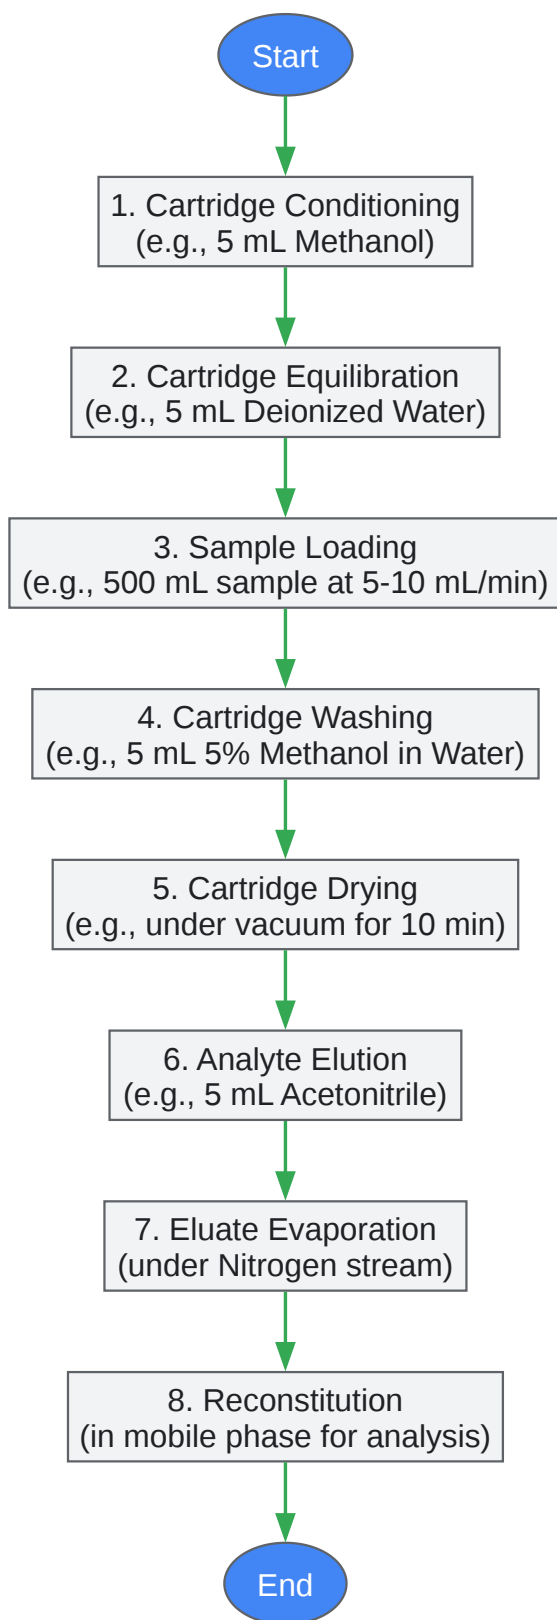 Start
1. Cartridge Conditioning
(e.g., 5 mL Methanol)
2. Cartridge Equilibration
(e.g., 5 mL Deionized Water)
3. Sample Loading
(e.g., 500 mL sample at 5-10 mL/min)
4. Cartridge Washing
(e.g., 5 mL 5% Methanol in Water)
5. Cartridge Drying
(e.g., under vacuum for 10 min)
6. Analyte Elution
(e.g., 5 mL Acetonitrile)
7. Eluate Evaporation
(under Nitrogen stream)
8. Reconstitution
(in mobile phase for analysis)
End